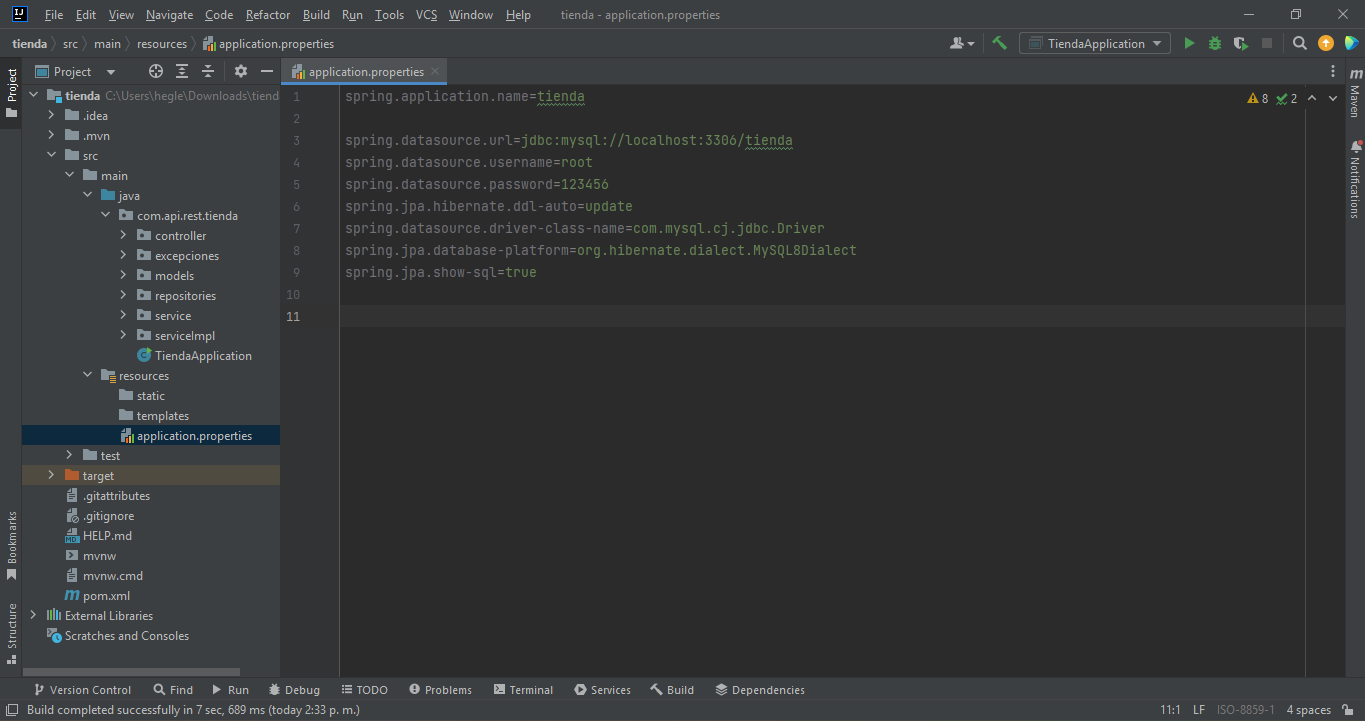 File Edit View Navigate Code Refactor Build Run Tools VCS Window Help tienda - application.properties
tienda src main resources application.properties TiendaApplication
Project
Project
application.properties
Maven
Notifications
Bookmarks
Structure
tienda C:\Users\hegle\Downloads\tiend
.idea
.mvn
src
main
java
com.api.rest.tienda
controller
excepciones
models
repositories
service
serviceImpl
TiendaApplication
resources
static
templates
application.properties
test
target
.gitattributes
.gitignore
HELP.md
mvnw
mvnw.cmd
pom.xml
External Libraries
Scratches and Consoles
8 2
1 spring.application.name=tienda
2
3 spring.datasource.url=jdbc:mysql://localhost:3306/tienda
4 spring.datasource.username=root
5 spring.datasource.password=123456
6 spring.jpa.hibernate.ddl-auto=update
7 spring.datasource.driver-class-name=com.mysql.cj.jdbc.Driver
8 spring.jpa.database-platform=org.hibernate.dialect.MySQL8Dialect
9 spring.jpa.show-sql=true
10
11
Version Control Find Run Debug TODO Problems Terminal Services Build Dependencies
Build completed successfully in 7 sec, 689 ms (today 2:33 p. m.) 11:1 LF ISO-8859-1 4 spaces